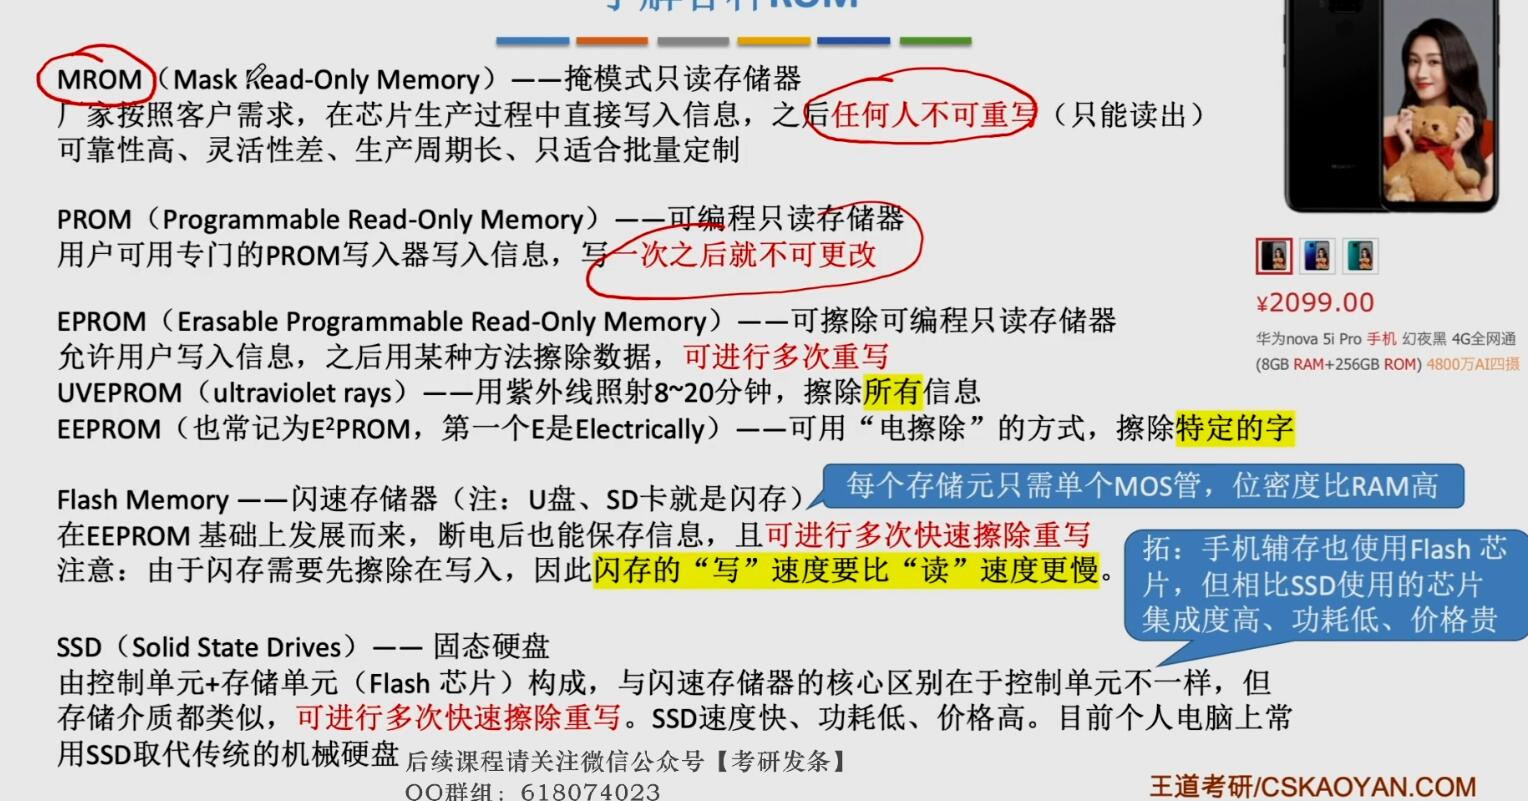 了解各种ROM
MROM（Mask Read-Only Memory）——掩模式只读存储器
厂家按照客户需求，在芯片生产过程中直接写入信息，之后任何人不可重写（只能读出）
可靠性高、灵活性差、生产周期长、只适合批量定制
PROM（Programmable Read-Only Memory）——可编程只读存储器
用户可用专门的PROM写入器写入信息，写一次之后就不可更改
EPROM（Erasable Programmable Read-Only Memory）——可擦除可编程只读存储器
允许用户写入信息，之后用某种方法擦除数据，可进行多次重写
UVEPROM（ultraviolet rays）——用紫外线照射8~20分钟，擦除所有信息
EEPROM（也常记为E²PROM，第一个E是Electrically）——可用“电擦除”的方式，擦除特定的字
Flash Memory ——闪速存储器（注：U盘、SD卡就是闪存）
在EEPROM 基础上发展而来，断电后也能保存信息，且可进行多次快速擦除重写
注意：由于闪存需要先擦除在写入，因此闪存的“写”速度要比“读”速度更慢。
每个存储元只需单个MOS管，位密度比RAM高
拓：手机辅存也使用Flash 芯
片，但相比SSD使用的芯片
集成度高、功耗低、价格贵
SSD（Solid State Drives）—— 固态硬盘
由控制单元+存储单元（Flash 芯片）构成，与闪速存储器的核心区别在于控制单元不一样，但
存储介质都类似，可进行多次快速擦除重写。SSD速度快、功耗低、价格高。目前个人电脑上常
用SSD取代传统的机械硬盘
¥2099.00
华为nova 5i Pro 手机 幻夜黑 4G全网通
(8GB RAM+256GB ROM) 4800万AI四摄
后续课程请关注微信公众号【考研发条】
QQ群组：618074023
王道考研/CSKAOYAN.COM